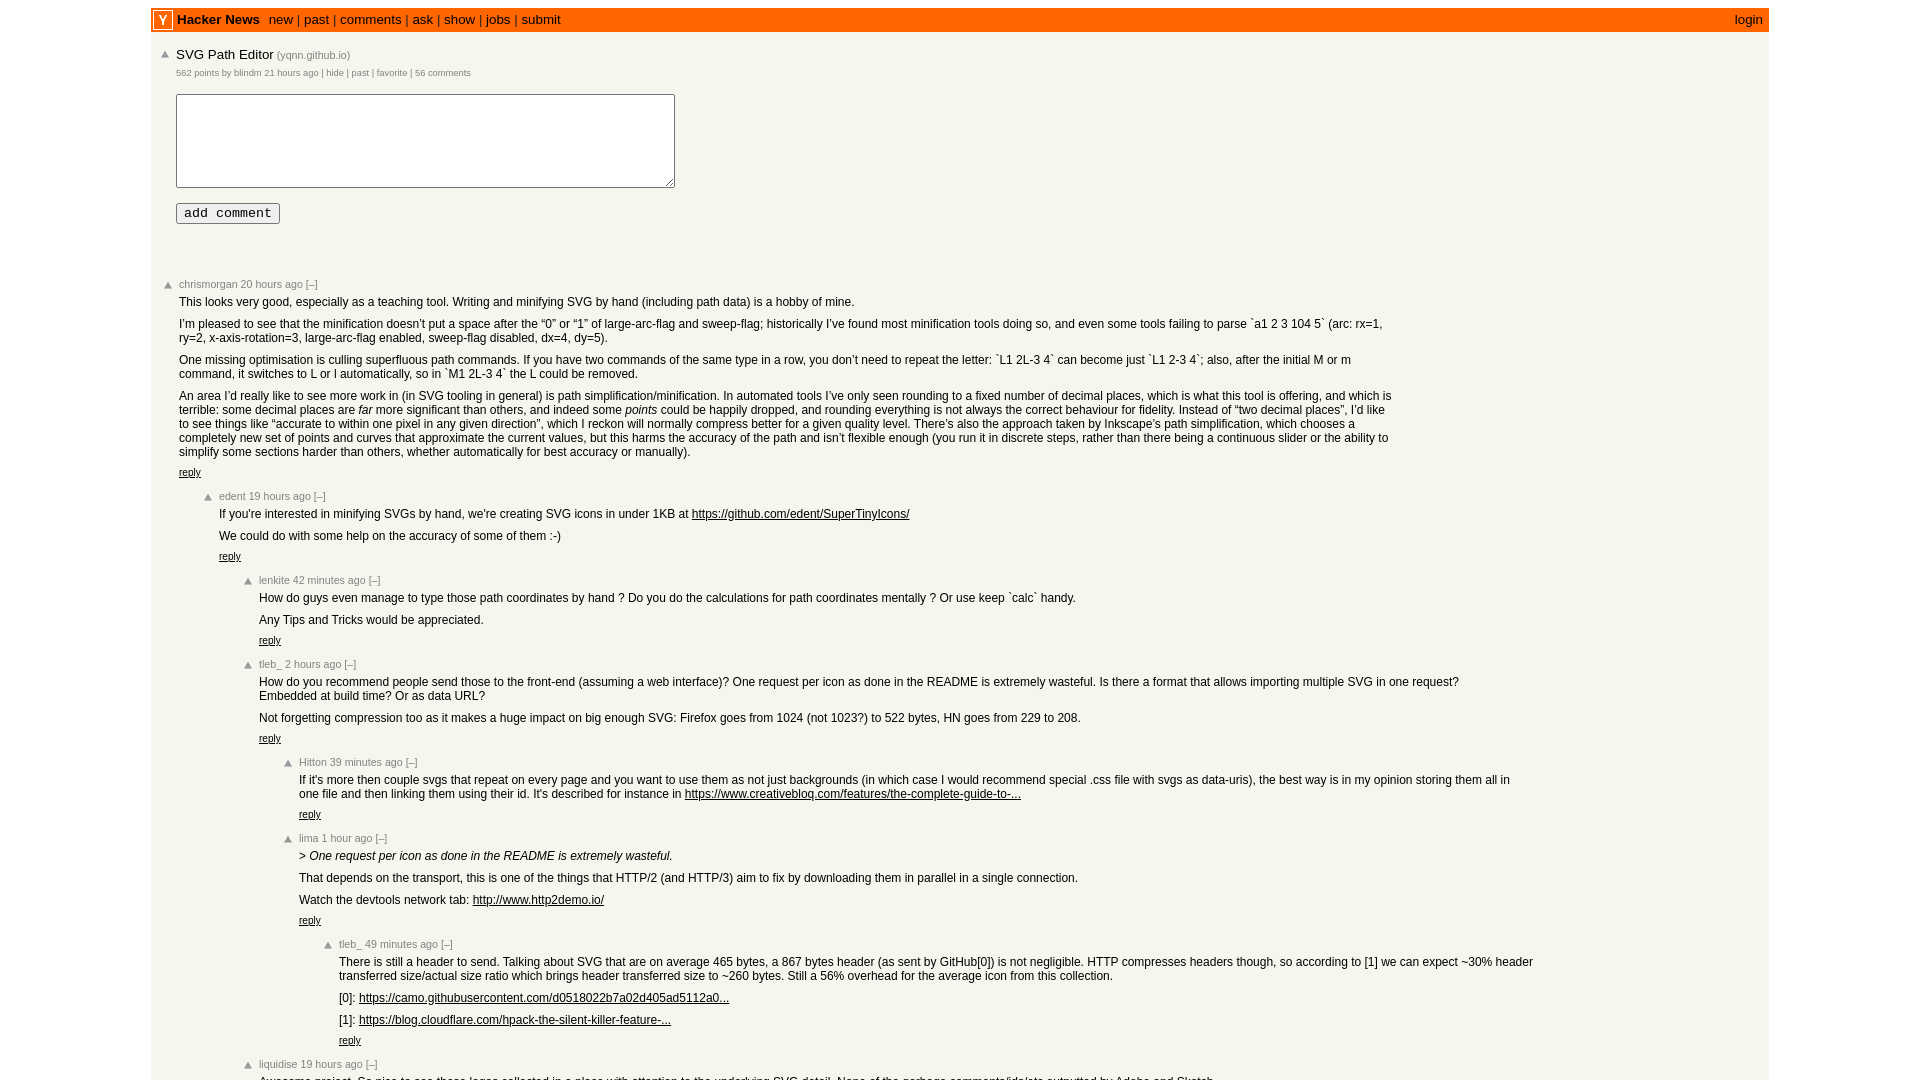 Y Hacker News new | past | comments | ask | show | jobs | submit login
SVG Path Editor (yqnn.github.io)
562 points by blindm 21 hours ago | hide | past | favorite | 56 comments
add comment
chrismorgan 20 hours ago [–]
This looks very good, especially as a teaching tool. Writing and minifying SVG by hand (including path data) is a hobby of mine.
I’m pleased to see that the minification doesn’t put a space after the “0” or “1” of large-arc-flag and sweep-flag; historically I’ve found most minification tools doing so, and even some tools failing to parse `a1 2 3 104 5` (arc: rx=1,
ry=2, x-axis-rotation=3, large-arc-flag enabled, sweep-flag disabled, dx=4, dy=5).
One missing optimisation is culling superfluous path commands. If you have two commands of the same type in a row, you don’t need to repeat the letter: `L1 2L-3 4` can become just `L1 2-3 4`; also, after the initial M or m
command, it switches to L or l automatically, so in `M1 2L-3 4` the L could be removed.
An area I’d really like to see more work in (in SVG tooling in general) is path simplification/minification. In automated tools I’ve only seen rounding to a fixed number of decimal places, which is what this tool is offering, and which is
terrible: some decimal places are far more significant than others, and indeed some points could be happily dropped, and rounding everything is not always the correct behaviour for fidelity. Instead of “two decimal places”, I’d like
to see things like “accurate to within one pixel in any given direction”, which I reckon will normally compress better for a given quality level. There’s also the approach taken by Inkscape’s path simplification, which chooses a
completely new set of points and curves that approximate the current values, but this harms the accuracy of the path and isn’t flexible enough (you run it in discrete steps, rather than there being a continuous slider or the ability to
simplify some sections harder than others, whether automatically for best accuracy or manually).
reply
edent 19 hours ago [–]
If you're interested in minifying SVGs by hand, we're creating SVG icons in under 1KB at https://github.com/edent/SuperTinyIcons/
We could do with some help on the accuracy of some of them :-)
reply
lenkite 42 minutes ago [–]
How do guys even manage to type those path coordinates by hand ? Do you do the calculations for path coordinates mentally ? Or use keep `calc` handy.
Any Tips and Tricks would be appreciated.
reply
tleb_ 2 hours ago [–]
How do you recommend people send those to the front-end (assuming a web interface)? One request per icon as done in the README is extremely wasteful. Is there a format that allows importing multiple SVG in one request?
Embedded at build time? Or as data URL?
Not forgetting compression too as it makes a huge impact on big enough SVG: Firefox goes from 1024 (not 1023?) to 522 bytes, HN goes from 229 to 208.
reply
Hitton 39 minutes ago [–]
If it's more then couple svgs that repeat on every page and you want to use them as not just backgrounds (in which case I would recommend special .css file with svgs as data-uris), the best way is in my opinion storing them all in
one file and then linking them using their id. It's described for instance in https://www.creativebloq.com/features/the-complete-guide-to-...
reply
lima 1 hour ago [–]
> One request per icon as done in the README is extremely wasteful.
That depends on the transport, this is one of the things that HTTP/2 (and HTTP/3) aim to fix by downloading them in parallel in a single connection.
Watch the devtools network tab: http://www.http2demo.io/
reply
tleb_ 49 minutes ago [–]
There is still a header to send. Talking about SVG that are on average 465 bytes, a 867 bytes header (as sent by GitHub[0]) is not negligible. HTTP compresses headers though, so according to [1] we can expect ~30% header
transferred size/actual size ratio which brings header transferred size to ~260 bytes. Still a 56% overhead for the average icon from this collection.
[0]: https://camo.githubusercontent.com/d0518022b7a02d405ad5112a0...
[1]: https://blog.cloudflare.com/hpack-the-silent-killer-feature-...
reply
liquidise 19 hours ago [–]
Awesome project. So nice to see these logos collected in a place with attention to the underlying SVG detail. None of the garbage comments/ids/etc outputted by Adobe and Sketch.